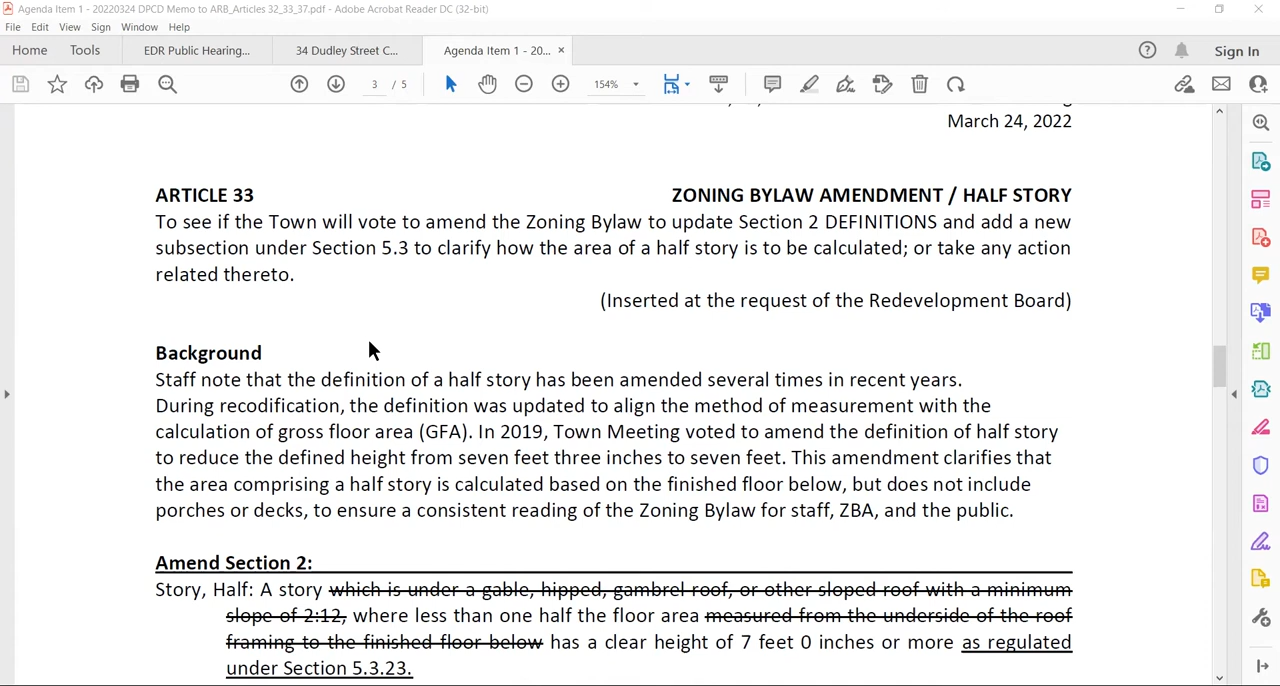 Agenda Item 1 - 20220324 DPCD Memo to ARB_Articles 32_33_37.pdf - Adobe Acrobat Reader DC (32-bit)
File Edit View Sign Window Help
Home Tools EDR Public Hearing... 34 Dudley Street C... Agenda Item 1 - 20... × Sign In
3 / 5 154%
March 24, 2022
ARTICLE 33 ZONING BYLAW AMENDMENT / HALF STORY
To see if the Town will vote to amend the Zoning Bylaw to update Section 2 DEFINITIONS and add a new
subsection under Section 5.3 to clarify how the area of a half story is to be calculated; or take any action
related thereto.
(Inserted at the request of the Redevelopment Board)
Background
Staff note that the definition of a half story has been amended several times in recent years.
During recodification, the definition was updated to align the method of measurement with the
calculation of gross floor area (GFA). In 2019, Town Meeting voted to amend the definition of half story
to reduce the defined height from seven feet three inches to seven feet. This amendment clarifies that
the area comprising a half story is calculated based on the finished floor below, but does not include
porches or decks, to ensure a consistent reading of the Zoning Bylaw for staff, ZBA, and the public.
Amend Section 2:
Story, Half: A story which is under a gable, hipped, gambrel roof, or other sloped roof with a minimum
slope of 2:12, where less than one half the floor area measured from the underside of the roof
framing to the finished floor below has a clear height of 7 feet 0 inches or more as regulated
under Section 5.3.23.